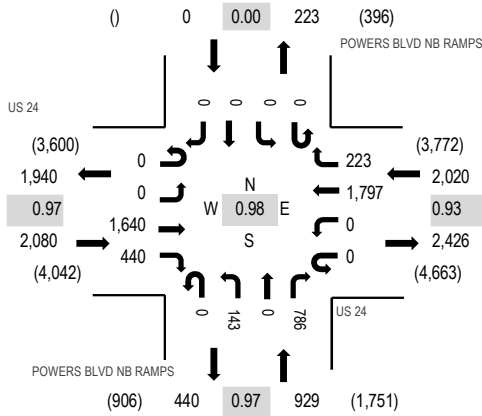 () 0 0.00 223 (396)
POWERS BLVD NB RAMPS
US 24
0 0 0 0
(3,600) (3,772)
1,940 0 223 2,020
0 N 1,797
0.97 W 0.98 E 0.93
2,080 1,640 S 0 2,426
440 0
(4,042) (4,663)
0 143 0 786
US 24
POWERS BLVD NB RAMPS
(906) 440 0.97 929 (1,751)